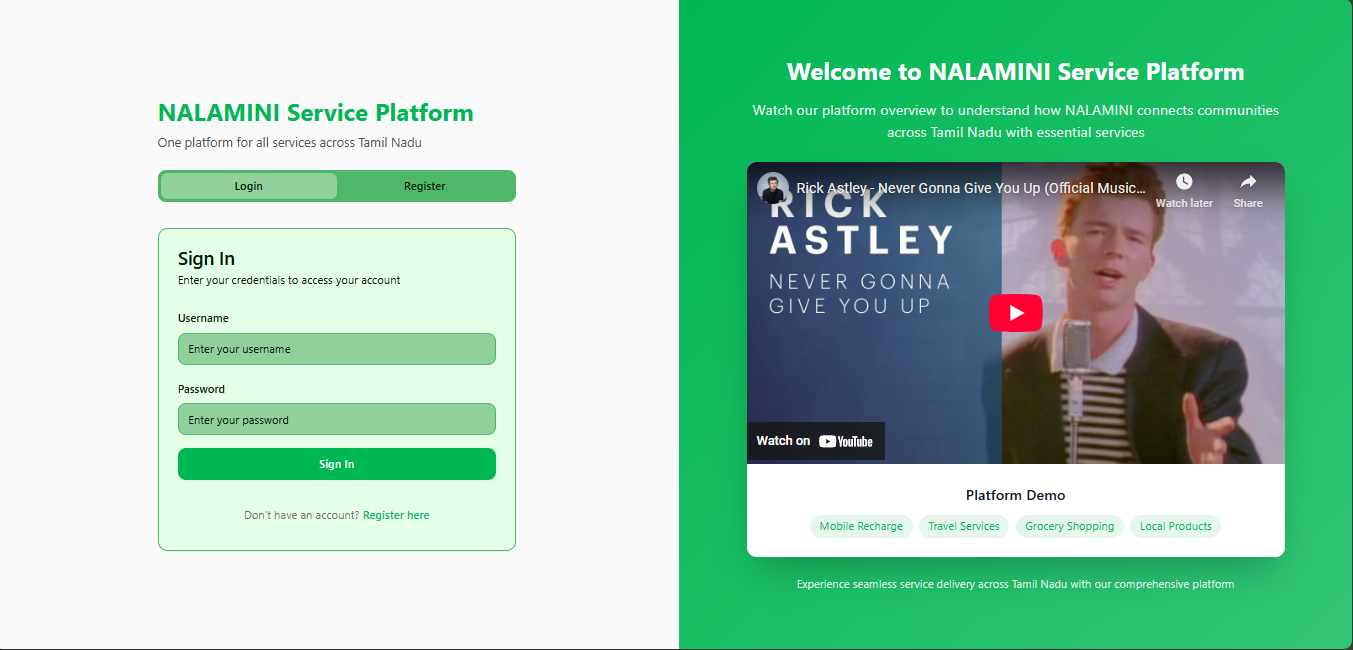 NALAMINI Service Platform
One platform for all services across Tamil Nadu
Login
Register
Sign In
Enter your credentials to access your account
Username
Enter your username
Password
Enter your password
Sign In
Don't have an account? Register here
Welcome to NALAMINI Service Platform
Watch our platform overview to understand how NALAMINI connects communities
across Tamil Nadu with essential services
Rick Astley - Never Gonna Give You Up (Official Music...
Watch later
Share
RICK
ASTLEY
NEVER GONNA
GIVE YOU UP
Watch on YouTube
Platform Demo
Mobile Recharge
Travel Services
Grocery Shopping
Local Products
Experience seamless service delivery across Tamil Nadu with our comprehensive platform